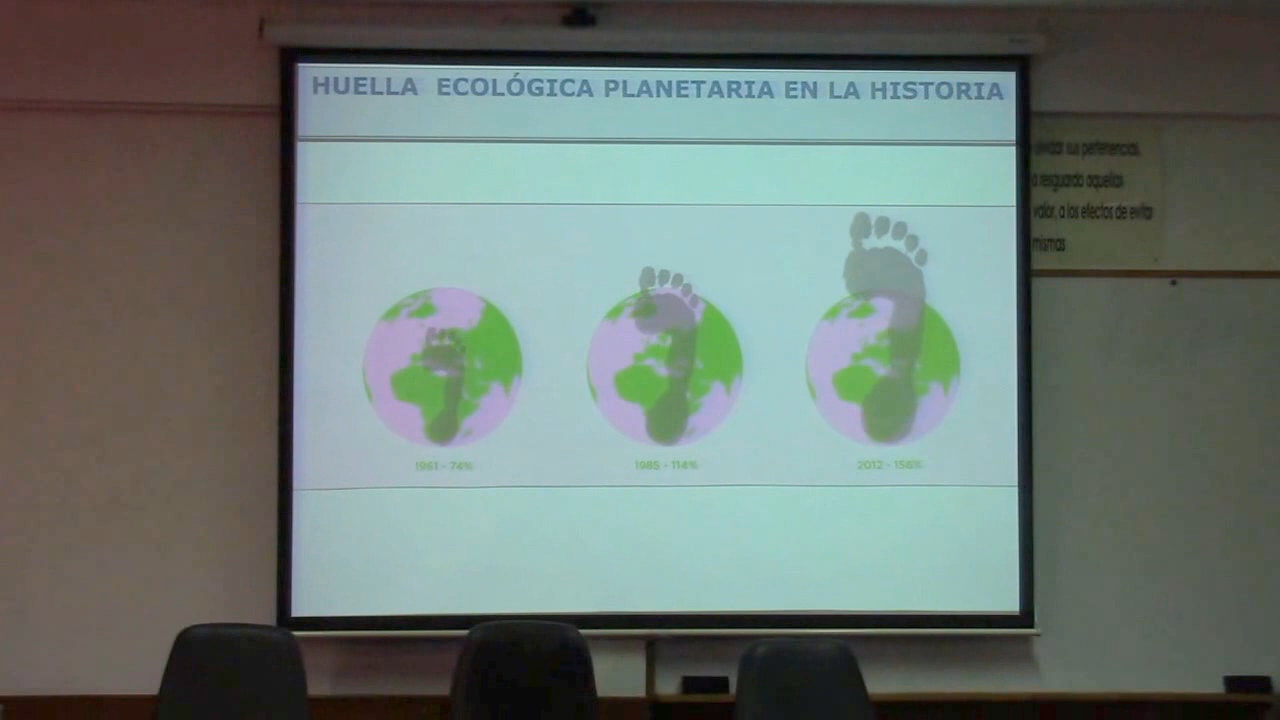 HUELLA ECOLÓGICA PLANETARIA EN LA HISTORIA
sus pertenencias,
a resguardo aquellas
valor, a los efectos de evitar
mismas
1961 - 74%
1985 - 114%
2012 - 156%